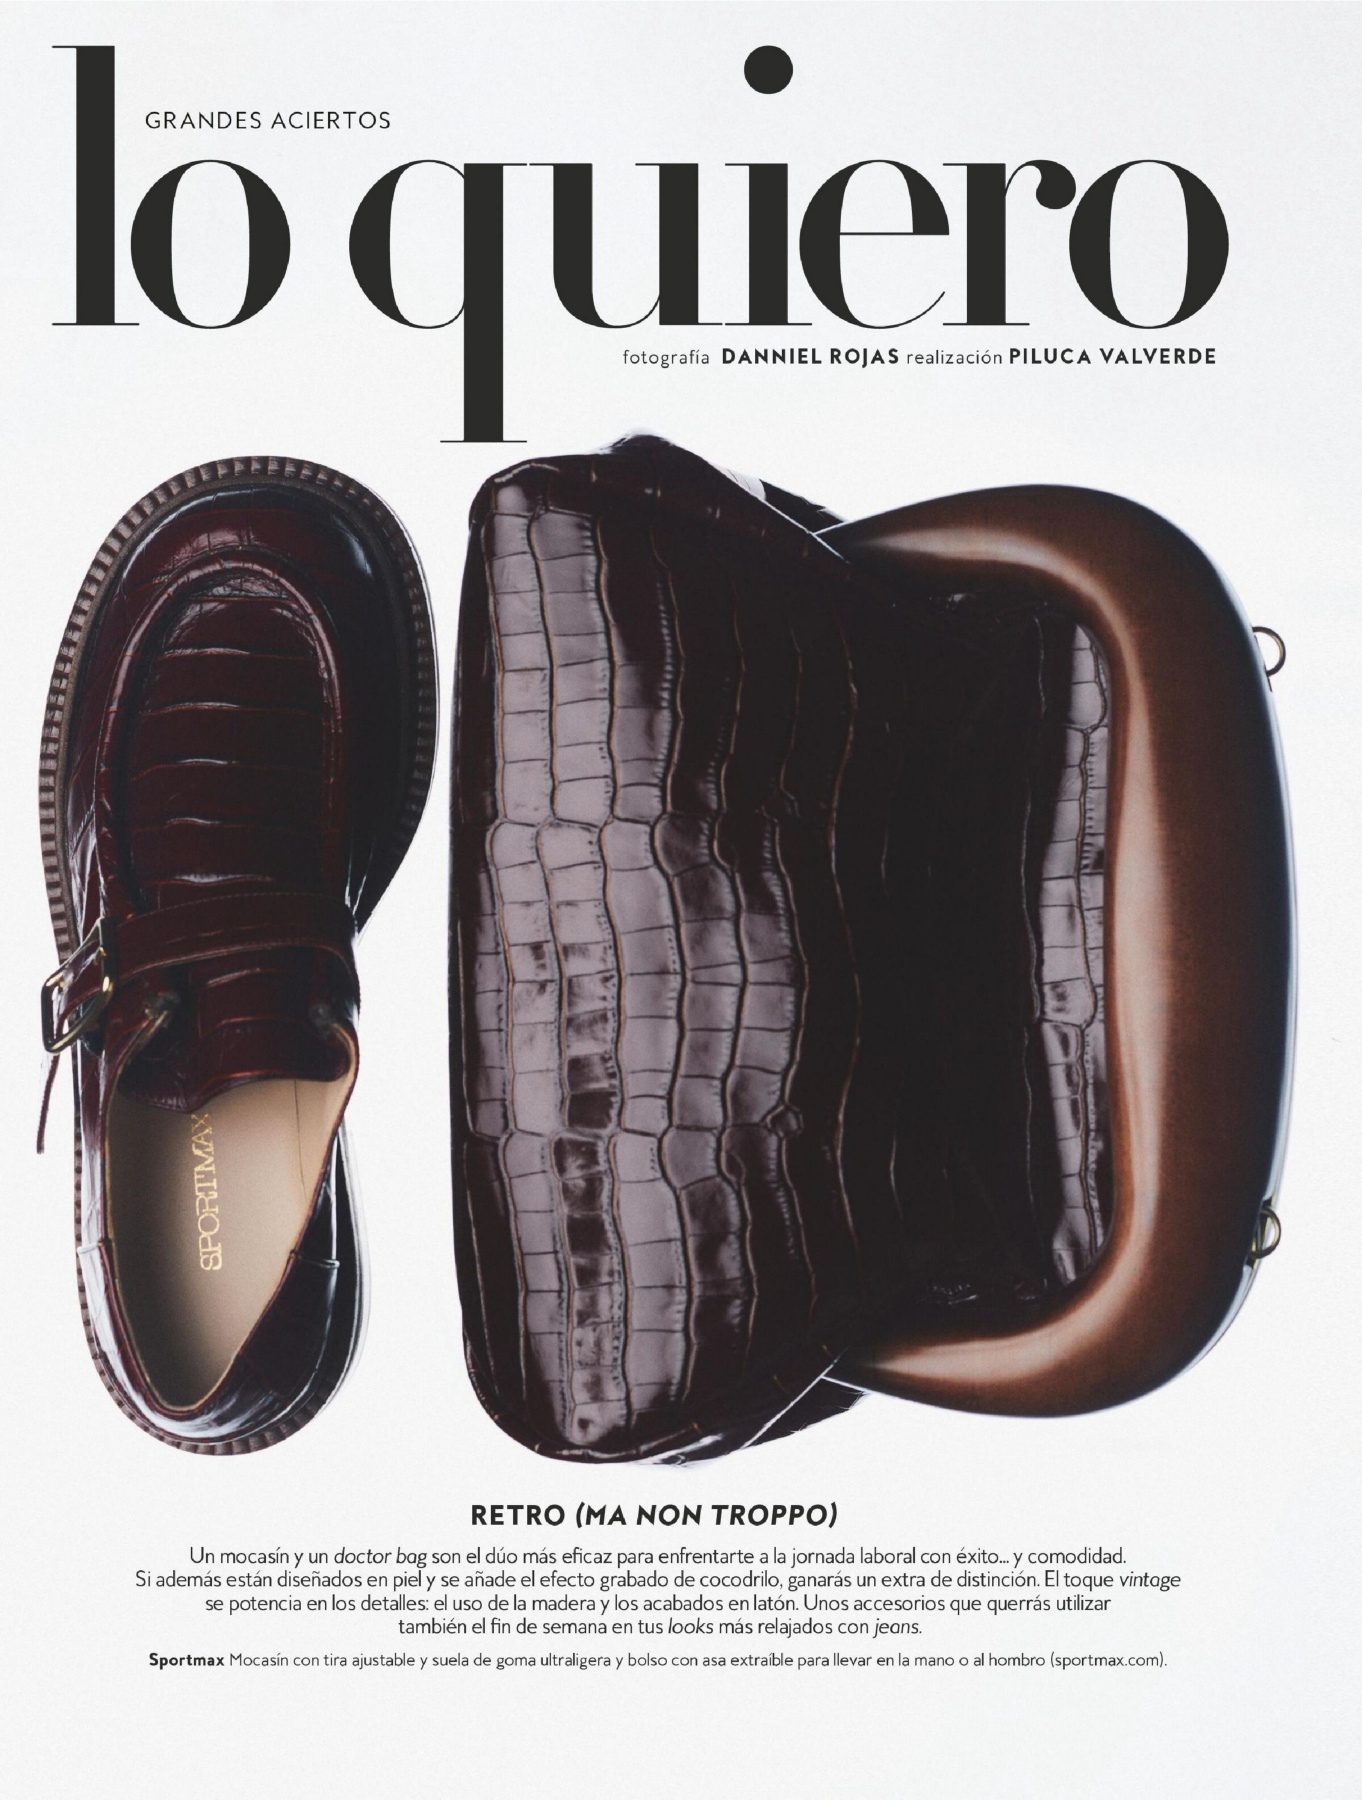 GRANDES ACIERTOS
lo quiero
fotografía DANNIEL ROJAS realización PILUCA VALVERDE
SPORTMAX
RETRO (MA NON TROPPO)
Un mocasín y un doctor bag son el dúo más eficaz para enfrentarte a la jornada laboral con éxito... y comodidad.
Si además están diseñados en piel y se añade el efecto grabado de cocodrilo, ganarás un extra de distinción. El toque vintage
se potencia en los detalles: el uso de la madera y los acabados en latón. Unos accesorios que querrás utilizar
también el fin de semana en tus looks más relajados con jeans.
Sportmax Mocasín con tira ajustable y suela de goma ultraligera y bolso con asa extraíble para llevar en la mano o al hombro (sportmax.com).